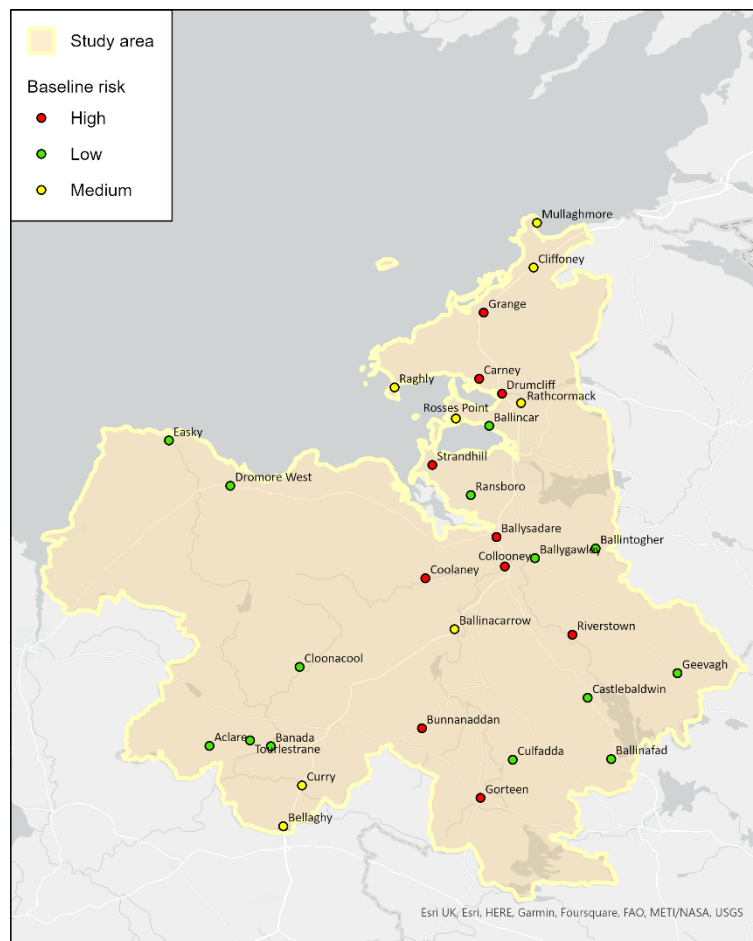 Study area
Baseline risk
High
Low
Medium
Mullaghmore
Cliffoney
Grange
Carney
Raghly
Drumcliff
Rathcormack
Rosses Point
Ballincar
Easky
Strandhill
Dromore West
Ransboro
Ballysadare
Ballintogher
Ballygawley
Collooney
Coolaney
Ballinacarrow
Riverstown
Cloonacool
Geevagh
Castlebaldwin
Bunnanaddan
Aclare
Banada
Tourlestrane
Culfadda
Ballinafad
Curry
Gorteen
Bellaghy
Esri UK, Esri, HERE, Garmin, Foursquare, FAO, METI/NASA, USGS